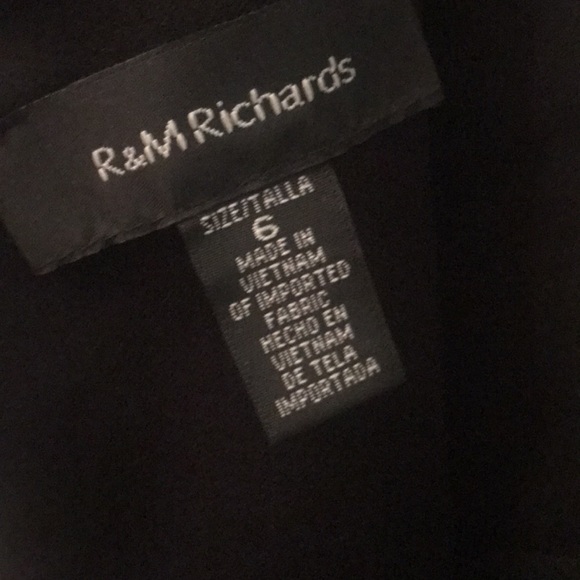 R&M Richards
SIZE/TALLA
6
MADE IN
VIETNAM
OF IMPORTED
FABRIC
HECHO EN
VIETNAM
DE TELA
IMPORTADA